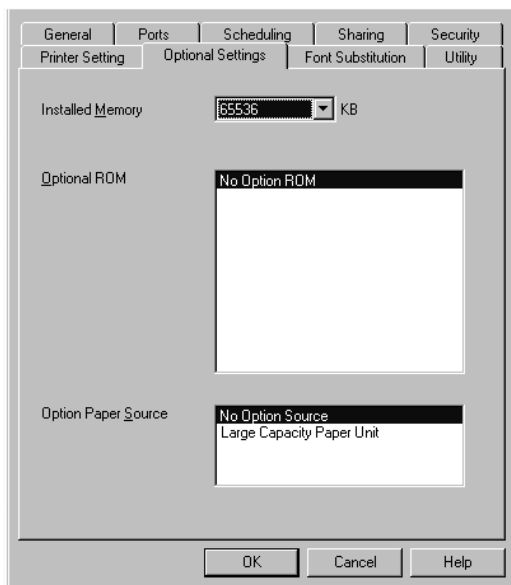 General Ports Scheduling Sharing Security
Printer Setting Optional Settings Font Substitution Utility
Installed Memory 65536 KB
Optional ROM No Option ROM
Option Paper Source No Option Source
Large Capacity Paper Unit
OK Cancel Help